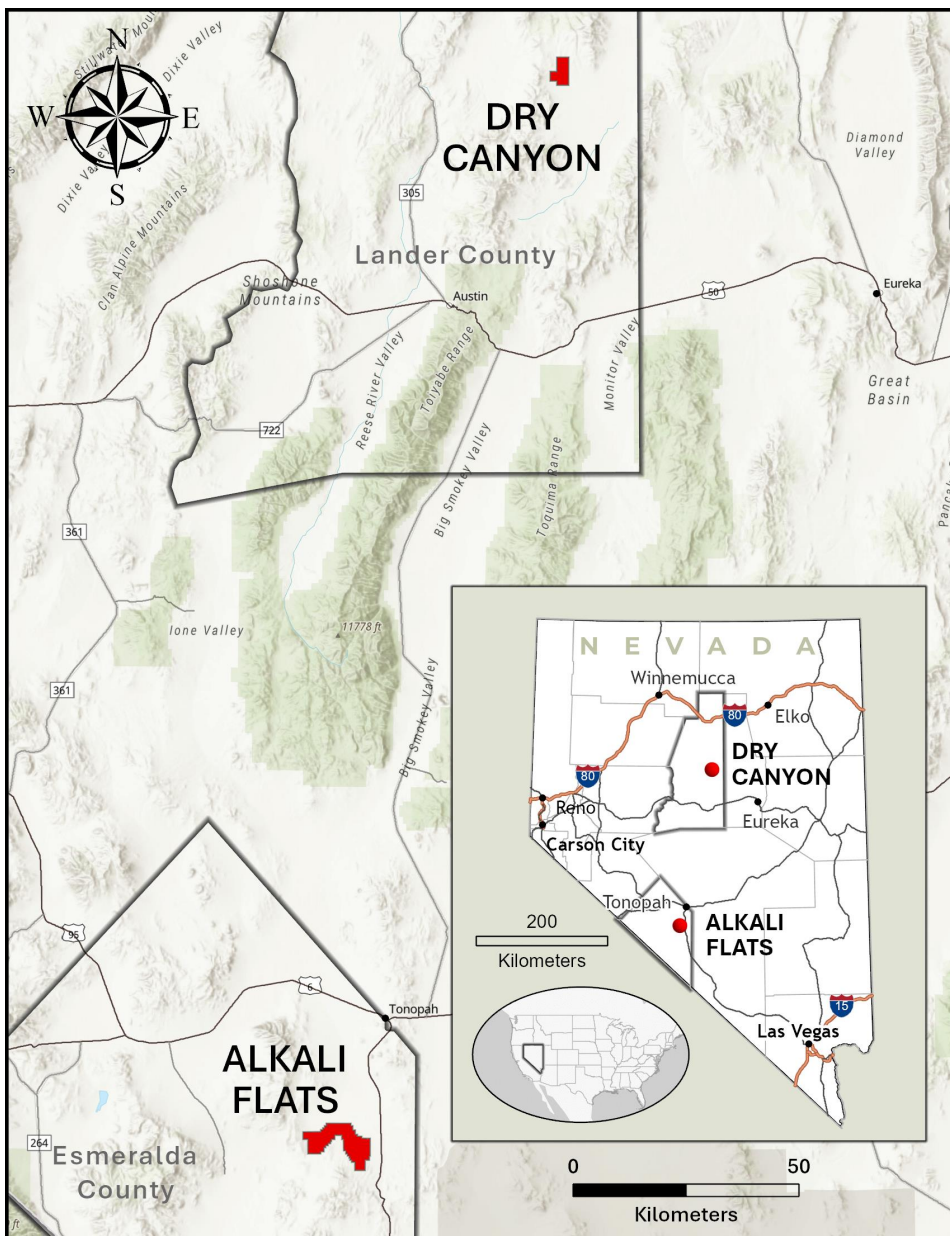 N
W
E
S
Stillwater Mou
Dixie Valley
Dixie Valley
Clan Alpine Mountains
DRY
CANYON
305
Diamond
Valley
Lander County
Shoshone
Mountains
Austin
50
Eureka
Great
Basin
Reese River Valley
Toiyabe Range
Monitor Valley
722
Big Smokey Valley
Toquima Range
361
Ione Valley
11778 ft
361
Big Smokey Valley
95
6
Tonopah
ALKALI
FLATS
264
Esmeralda
County
ft
NEVADA
Winnemucca
80
Elko
DRY
CANYON
80
Reno
Eureka
Carson City
Tonopah
ALKALI
FLATS
200
Kilometers
15
Las Vegas
0
50
Kilometers